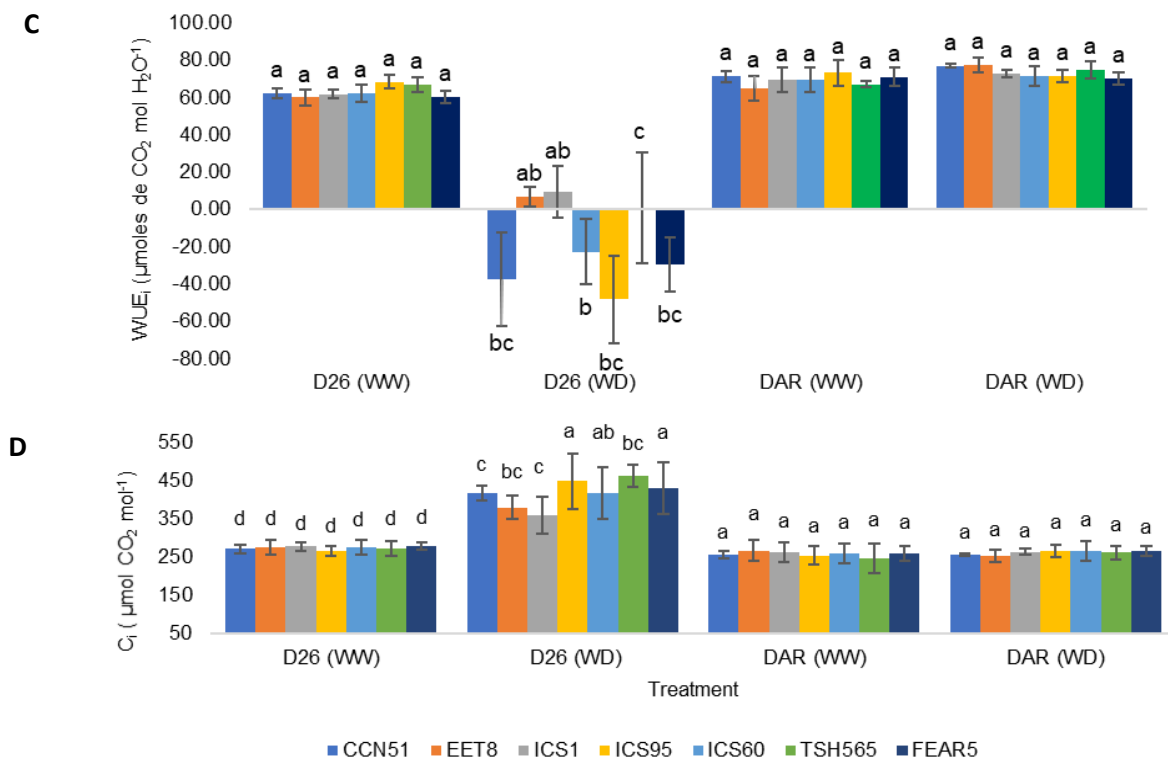 C
WUEi (µmoles de CO2 mol H2O-1)
100.00
80.00
60.00
40.00
20.00
0.00
-20.00
-40.00
-60.00
-80.00
a a a a a a a
bc ab ab b bc c bc
a a a a a a a
a a a a a a a
D26 (WW) D26 (WD) DAR (WW) DAR (WD)
D
Ci ( µmol CO2 mol-1)
550
450
350
250
150
50
d d d d d d d
c bc c a ab bc a
a a a a a a a
a a a a a a a
D26 (WW) D26 (WD) DAR (WW) DAR (WD)
Treatment
CCN51 EET8 ICS1 ICS95 ICS60 TSH565 FEAR5